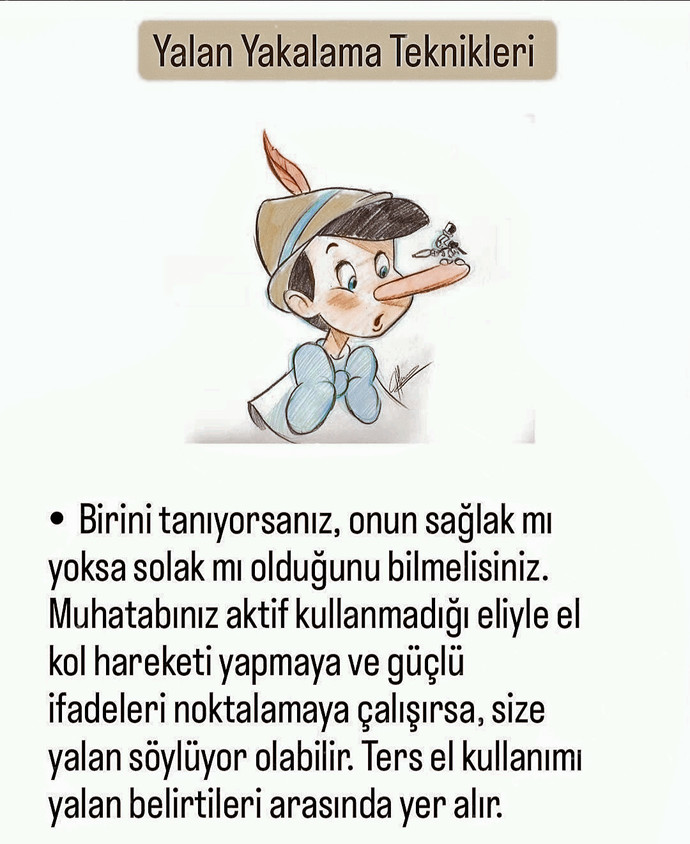 Yalan Yakalama Teknikleri
• Birini tanıyorsanız, onun sağlak mı
yoksa solak mı olduğunu bilmelisiniz.
Muhatabınız aktif kullanmadığı eliyle el
kol hareketi yapmaya ve güçlü
ifadeleri noktalamaya çalışırsa, size
yalan söylüyor olabilir. Ters el kullanımı
yalan belirtileri arasında yer alır.